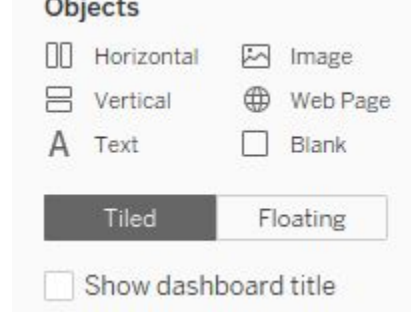 Objects
Horizontal Image
Vertical Web Page
A Text Blank
Tiled Floating
Show dashboard title